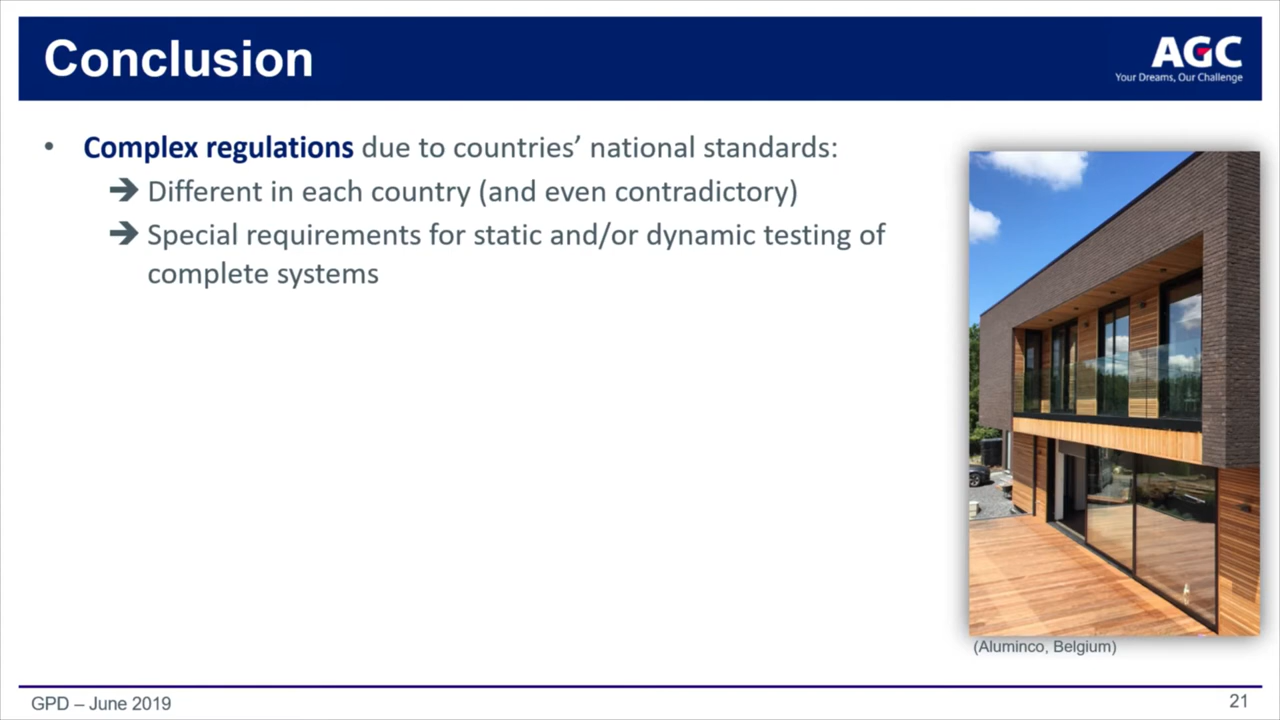 Conclusion
AGC
Your Dreams, Our Challenge
• Complex regulations due to countries’ national standards:
➔ Different in each country (and even contradictory)
➔ Special requirements for static and/or dynamic testing of
complete systems
(Aluminco, Belgium)
GPD – June 2019
21